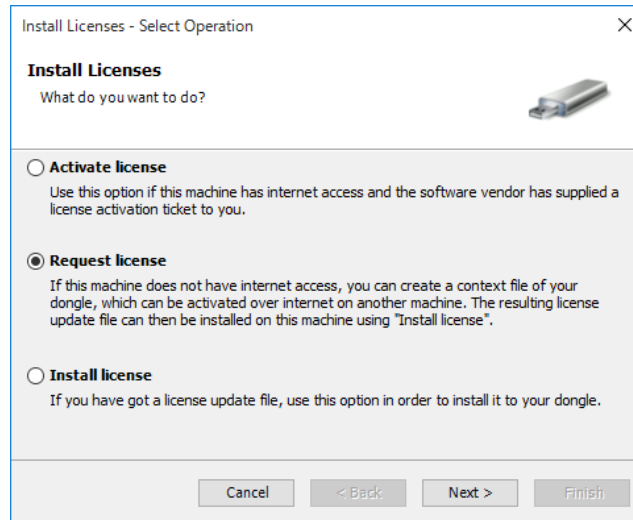 Install Licenses - Select Operation
Install Licenses
What do you want to do?
Activate license
Use this option if this machine has internet access and the software vendor has supplied a
license activation ticket to you.
Request license
If this machine does not have internet access, you can create a context file of your
dongle, which can be activated over internet on another machine. The resulting license
update file can then be installed on this machine using "Install license".
Install license
If you have got a license update file, use this option in order to install it to your dongle.
Cancel < Back Next > Finish